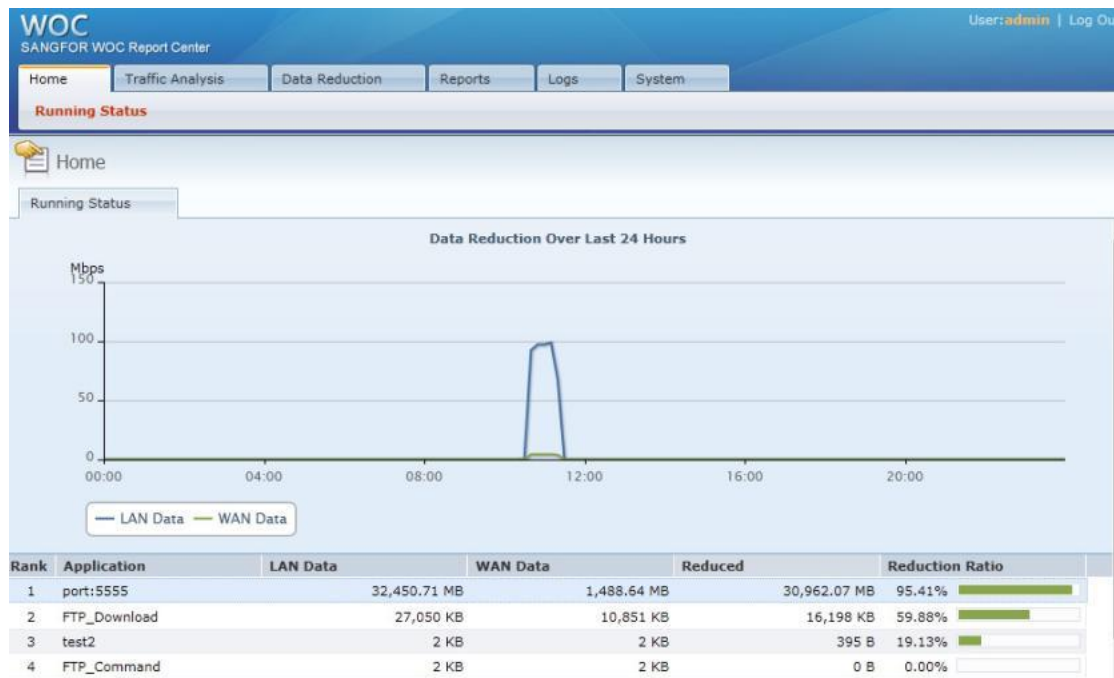 WOC
User:admin | Log Ou
SANGFOR WOC Report Center
Home Traffic Analysis Data Reduction Reports Logs System
Running Status
Home
Running Status
Data Reduction Over Last 24 Hours
Mbps
150
100
50
0
00:00 04:00 08:00 12:00 16:00 20:00
LAN Data WAN Data
Rank Application LAN Data WAN Data Reduced Reduction Ratio
1 port:5555 32,450.71 MB 1,488.64 MB 30,962.07 MB 95.41%
2 FTP_Download 27,050 KB 10,851 KB 16,198 KB 59.88%
3 test2 2 KB 2 KB 395 B 19.13%
4 FTP_Command 2 KB 2 KB 0 B 0.00%